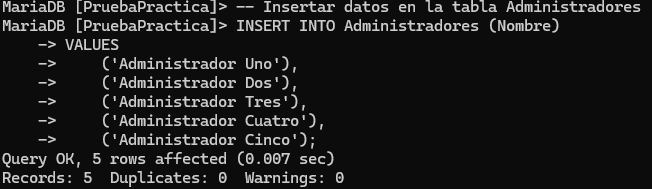 MariaDB [PruebaPractica]> -- Insertar datos en la tabla Administradores
MariaDB [PruebaPractica]> INSERT INTO Administradores (Nombre)
    -> VALUES
    ->     ('Administrador Uno'),
    ->     ('Administrador Dos'),
    ->     ('Administrador Tres'),
    ->     ('Administrador Cuatro'),
    ->     ('Administrador Cinco');
Query OK, 5 rows affected (0.007 sec)
Records: 5  Duplicates: 0  Warnings: 0